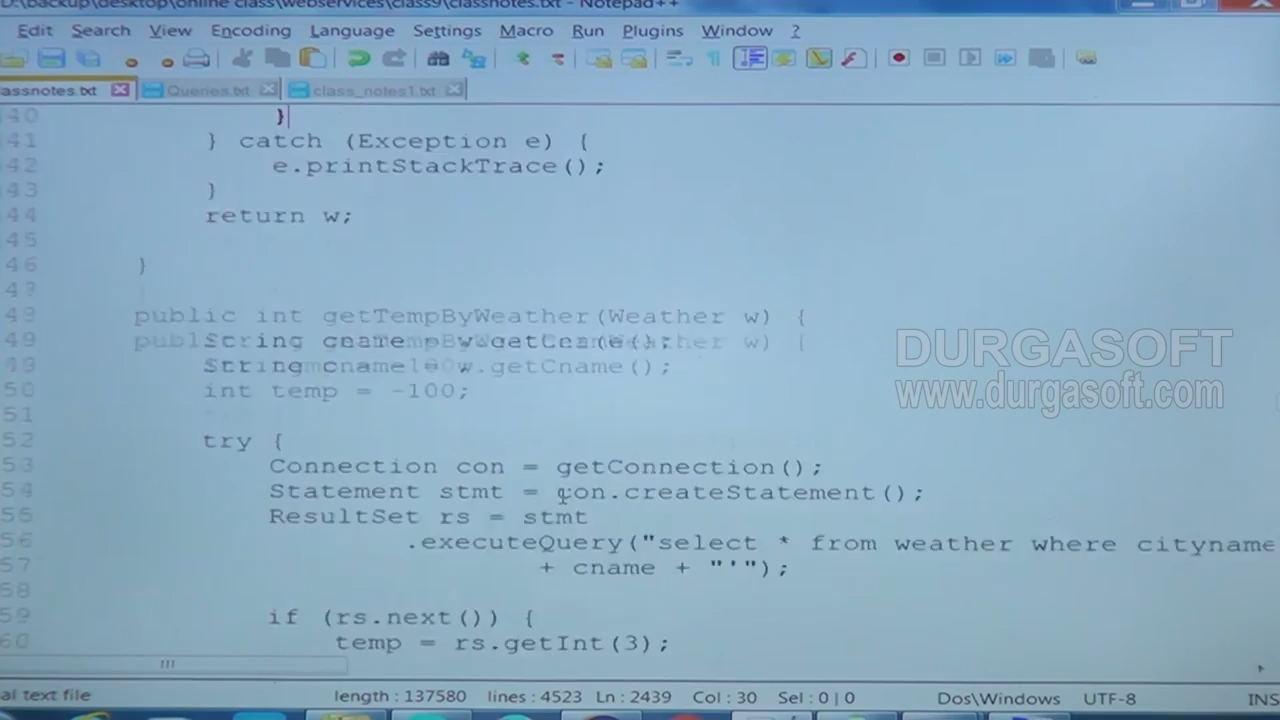 D:\backup\desktop\online class\webservices\class9\classnotes.txt - Notepad++
Edit Search View Encoding Language Settings Macro Run Plugins Window ?
assnotes.txt Queries.txt class_notes1.txt
40 }
41 } catch (Exception e) {
42 e.printStackTrace();
43 }
44 return w;
45
46 }
47
48 public int getTempByWeather(Weather w) {
49 String cname = w.getCname();
50 int temp = -100;
51
52 try {
53 Connection con = getConnection();
54 Statement stmt = con.createStatement();
55 ResultSet rs = stmt
56 .executeQuery("select * from weather where cityname
57 + cname + "'");
58
59 if (rs.next()) {
60 temp = rs.getInt(3);
DURGASOFT
www.durgasoft.com
al text file length : 137580 lines : 4523 Ln : 2439 Col : 30 Sel : 0 | 0 Dos\Windows UTF-8 INS